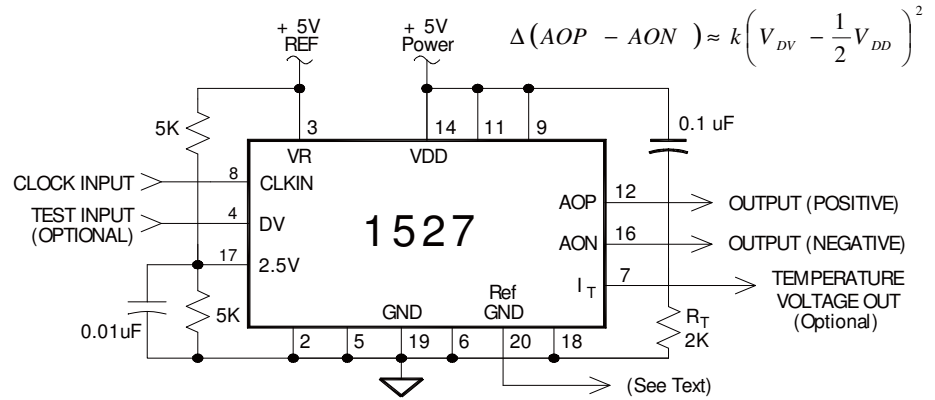 + 5V
REF
+ 5V
Power
Δ(AOP - AON ) ≈ k(V_DV - 1/2 V_DD)^2
5K
3
14
11
9
0.1 uF
VR
VDD
CLOCK INPUT
8
CLKIN
TEST INPUT
(OPTIONAL)
4
DV
1527
AOP
12
OUTPUT (POSITIVE)
AON
16
OUTPUT (NEGATIVE)
17
2.5V
I_T
7
TEMPERATURE
VOLTAGE OUT
(Optional)
0.01uF
5K
GND
Ref
GND
R_T
2K
2
5
19
6
20
18
(See Text)